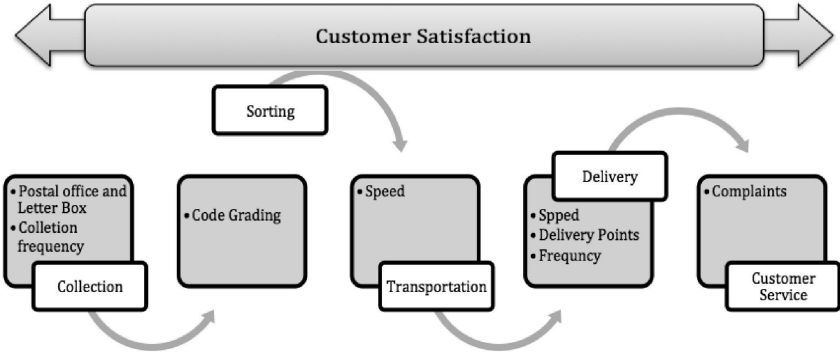 Customer Satisfaction
Sorting
• Postal office and
Letter Box
• Colletion
frequency
Collection
• Code Grading
• Speed
Transportation
Delivery
• Spped
• Delivery Points
• Frequncy
• Complaints
Customer
Service